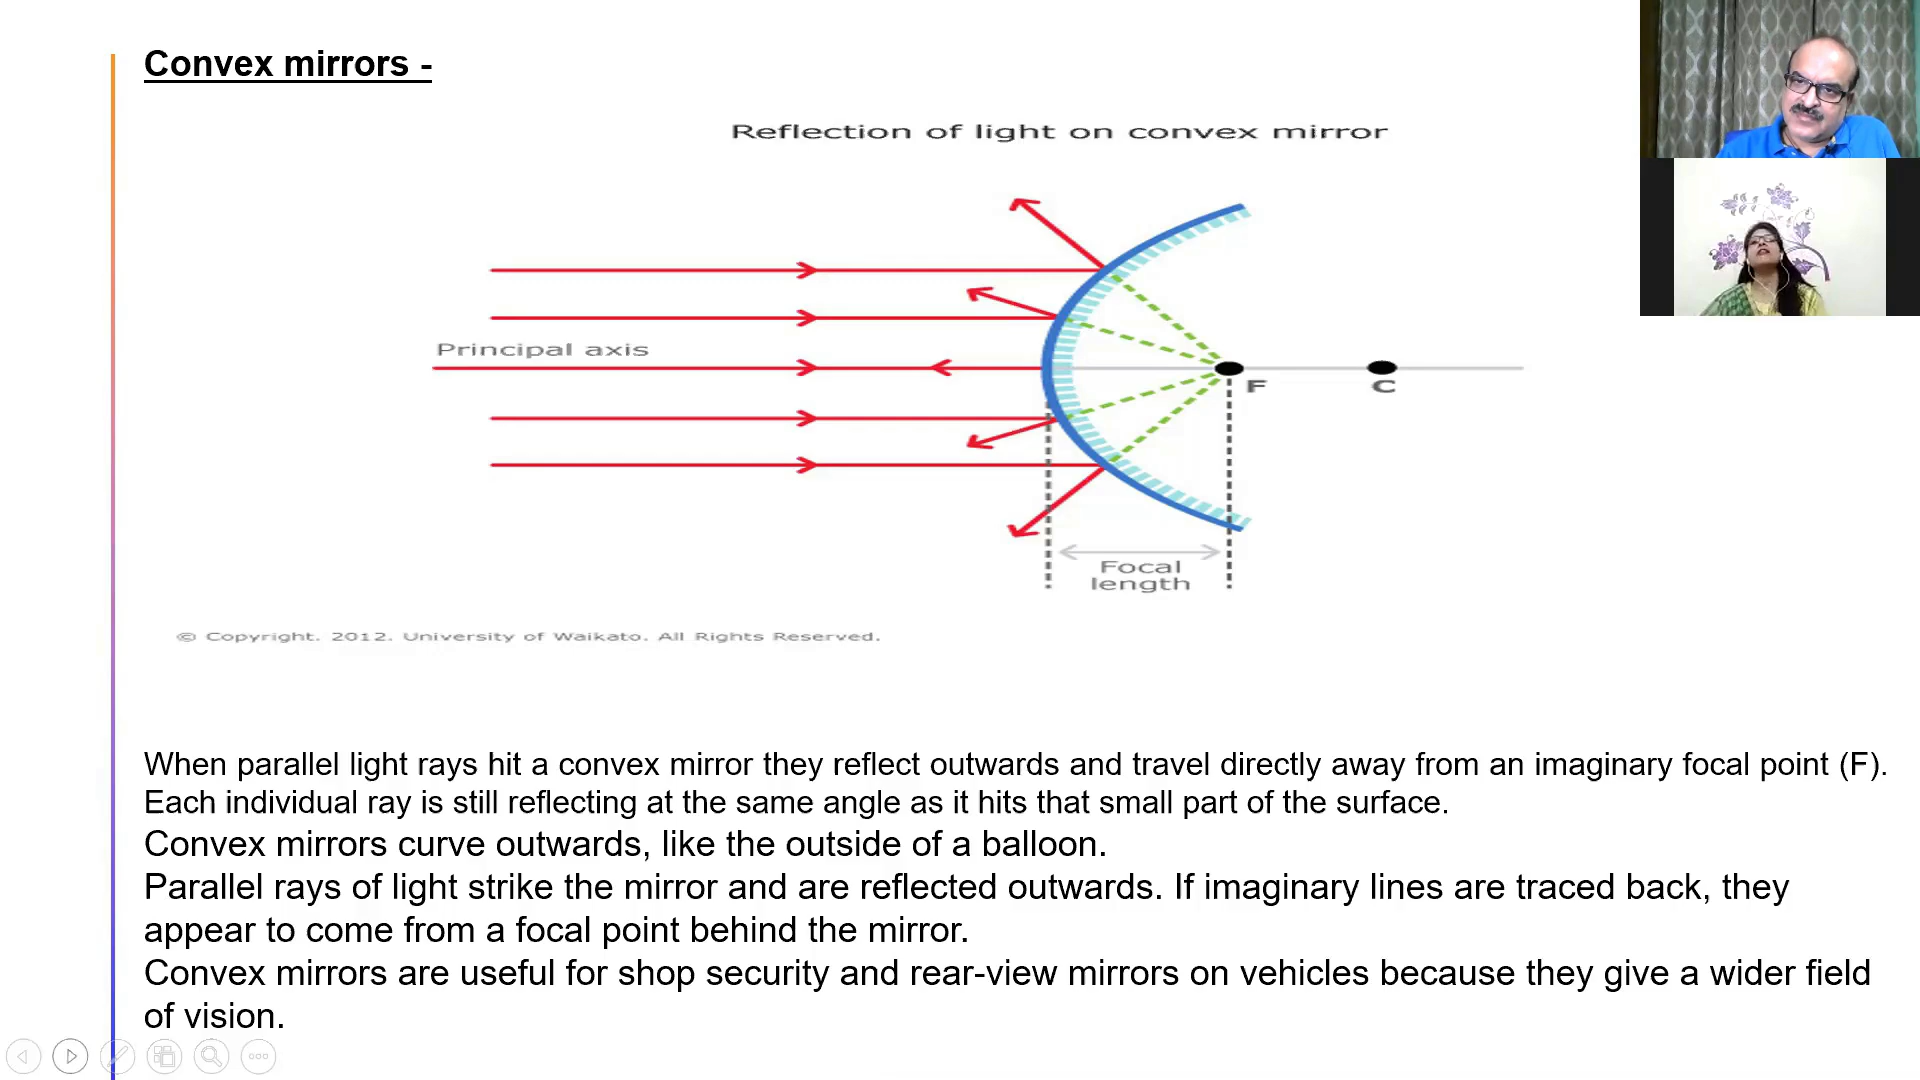 Convex mirrors -
Reflection of light on convex mirror
Principal axis
F
C
Focal
length
© Copyright. 2012. University of Waikato. All Rights Reserved.
When parallel light rays hit a convex mirror they reflect outwards and travel directly away from an imaginary focal point (F).
Each individual ray is still reflecting at the same angle as it hits that small part of the surface.
Convex mirrors curve outwards, like the outside of a balloon.
Parallel rays of light strike the mirror and are reflected outwards. If imaginary lines are traced back, they
appear to come from a focal point behind the mirror.
Convex mirrors are useful for shop security and rear-view mirrors on vehicles because they give a wider field
of vision.